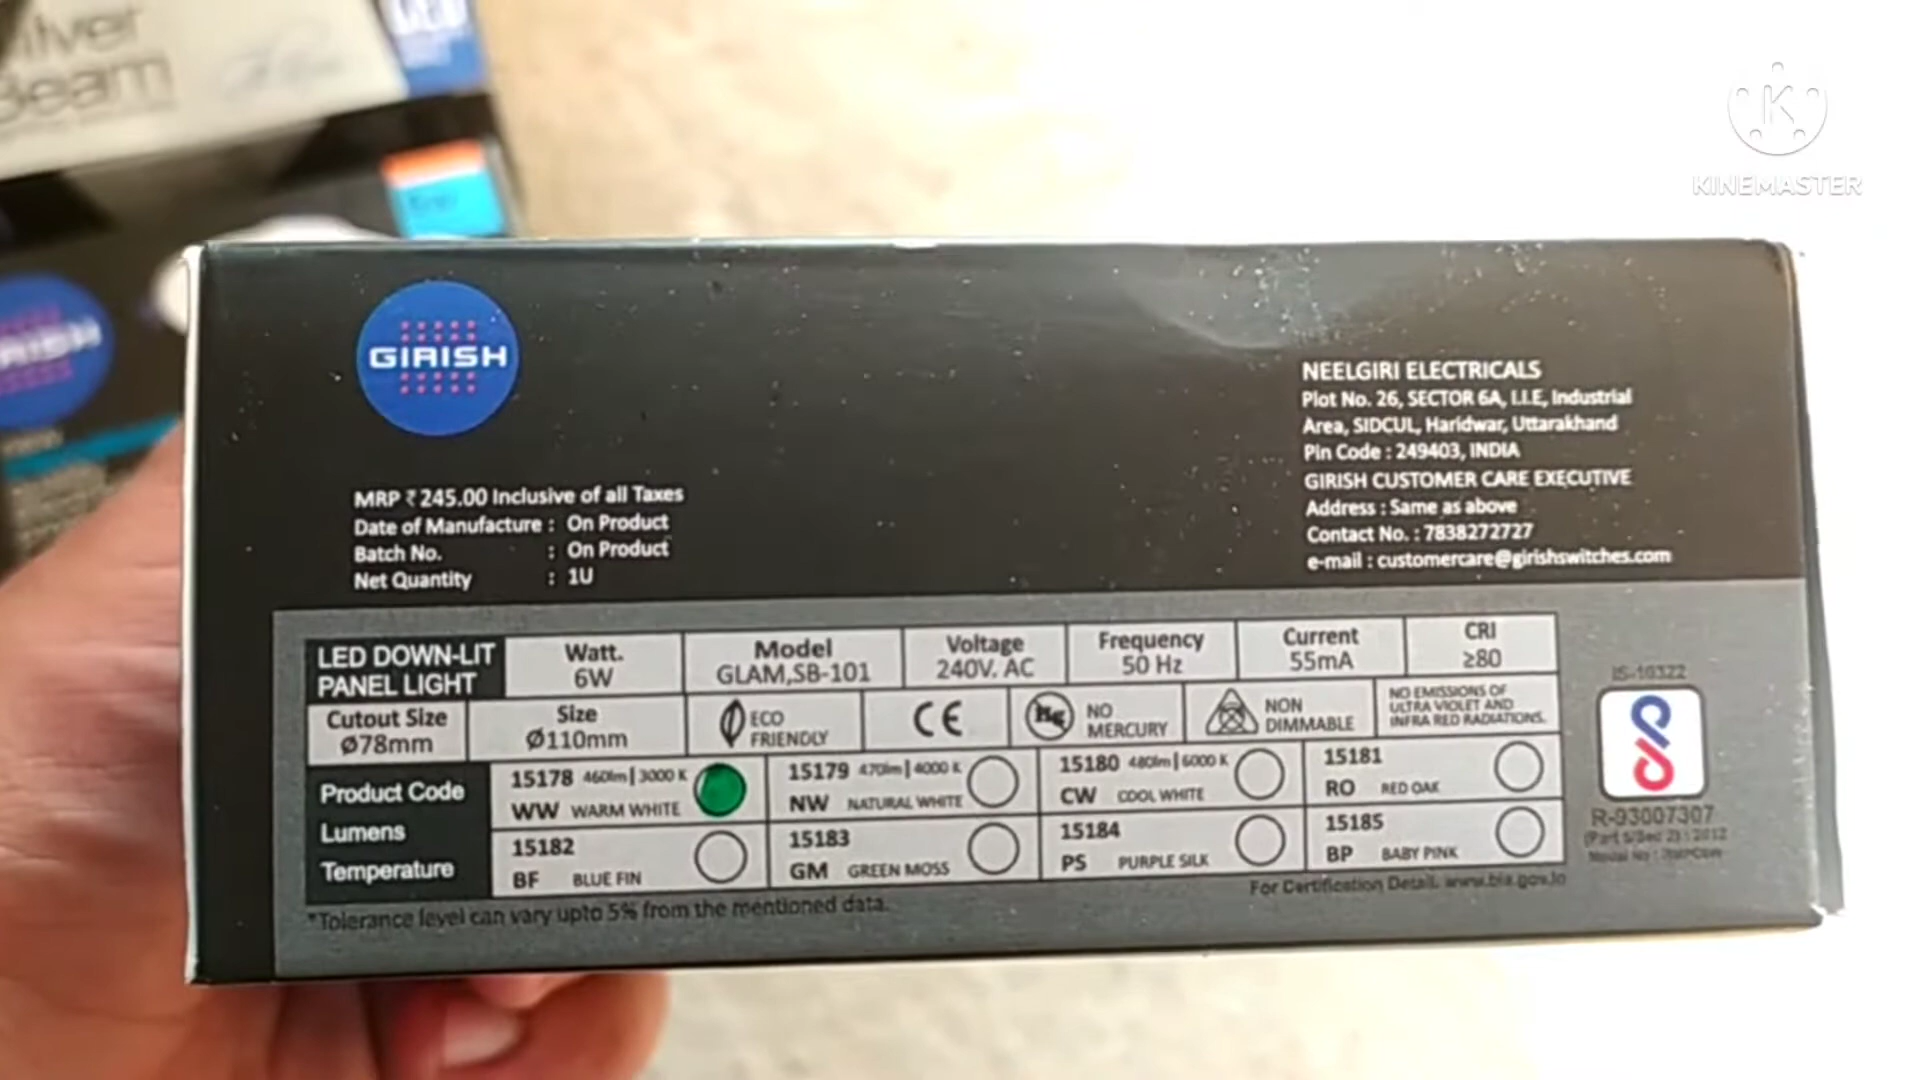 Beam
KINEMASTER
GIRISH
MRP ₹ 245.00 Inclusive of all Taxes
Date of Manufacture : On Product
Batch No. : On Product
Net Quantity : 1U
NEELGIRI ELECTRICALS
Plot No. 26, SECTOR 6A, I.I.E, Industrial
Area, SIDCUL, Haridwar, Uttarakhand
Pin Code : 249403, INDIA
GIRISH CUSTOMER CARE EXECUTIVE
Address : Same as above
Contact No. : 7838272727
e-mail : customercare@girishswitches.com
LED DOWN-LIT
PANEL LIGHT
Watt.
6W
Model
GLAM,SB-101
Voltage
240V. AC
Frequency
50 Hz
Current
55mA
CRI
≥80
Cutout Size
Ø78mm
Size
Ø110mm
ECO
FRIENDLY
CE
Hg
NO
MERCURY
NON
DIMMABLE
NO EMISSIONS OF
ULTRA VIOLET AND
INFRA RED RADIATIONS.
Product Code
Lumens
Temperature
15178 460lm | 3000 K
WW WARM WHITE
15179 470lm | 4000 K
NW NATURAL WHITE
15180 480lm | 6000 K
CW COOL WHITE
15181
RO RED OAK
15182
BF BLUE FIN
15183
GM GREEN MOSS
15184
PS PURPLE SILK
15185
BP BABY PINK
IS-10322
R-93007307
*Tolerance level can vary upto 5% from the mentioned data.
For Certification Detail.